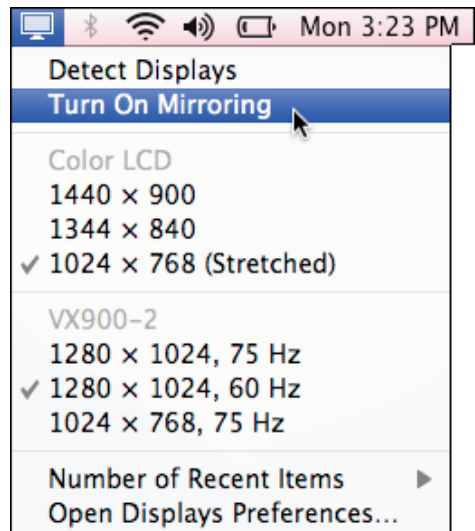 Mon 3:23 PM
Detect Displays
Turn On Mirroring
Color LCD
1440 × 900
1344 × 840
✓ 1024 × 768 (Stretched)
VX900-2
1280 × 1024, 75 Hz
✓ 1280 × 1024, 60 Hz
1024 × 768, 75 Hz
Number of Recent Items
Open Displays Preferences...